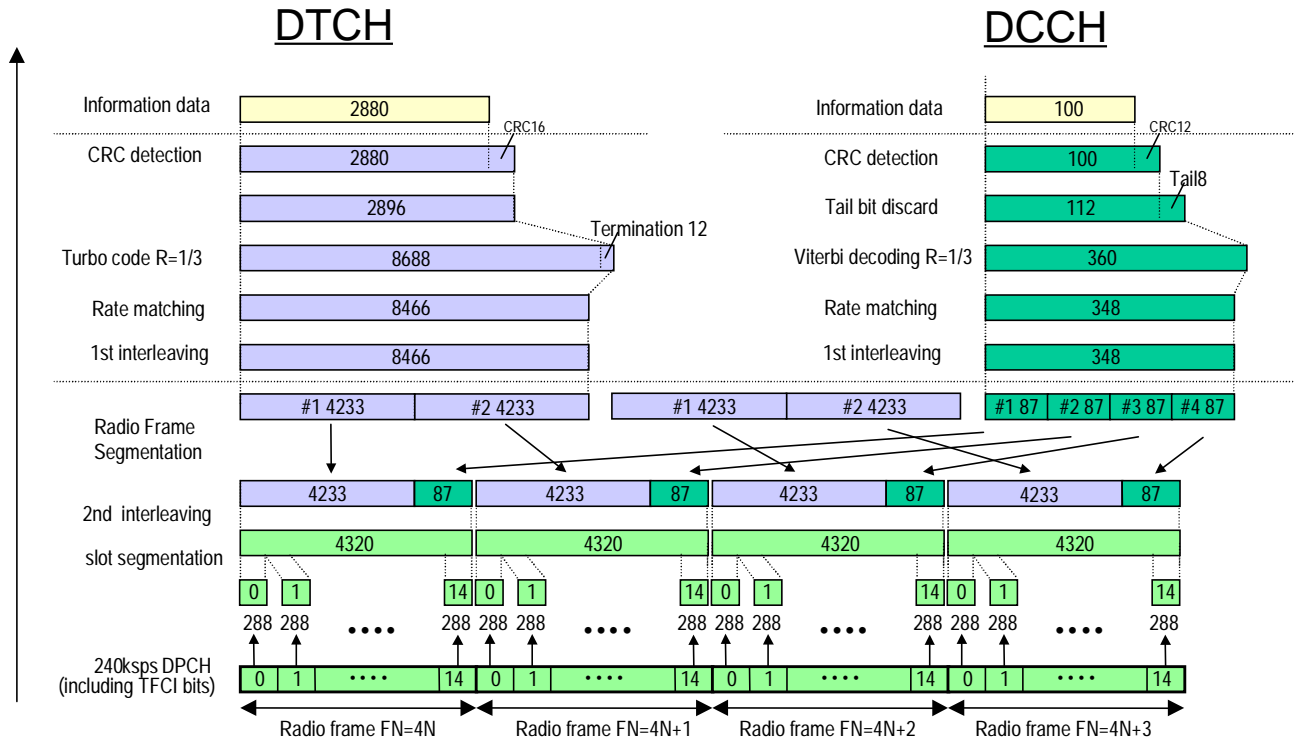 DTCH DCCH
Information data 2880 Information data 100
CRC16 CRC12
CRC detection 2880 CRC detection 100
Tail8
2896 Tail bit discard 112
Termination 12
Turbo code R=1/3 8688 Viterbi decoding R=1/3 360
Rate matching 8466 Rate matching 348
1st interleaving 8466 1st interleaving 348
#1 4233 #2 4233 #1 4233 #2 4233 #1 87 #2 87 #3 87 #4 87
Radio Frame
Segmentation
4233 87 4233 87 4233 87 4233 87
2nd interleaving
4320 4320 4320 4320
slot segmentation
0 1 14 0 1 14 0 1 14 0 1 14
288 288 •••• 288 288 288 •••• 288 288 288 •••• 288 288 288 •••• 288
240ksps DPCH
(including TFCI bits)
0 1 •••• 14 0 1 •••• 14 0 1 •••• 14 0 1 •••• 14
Radio frame FN=4N Radio frame FN=4N+1 Radio frame FN=4N+2 Radio frame FN=4N+3